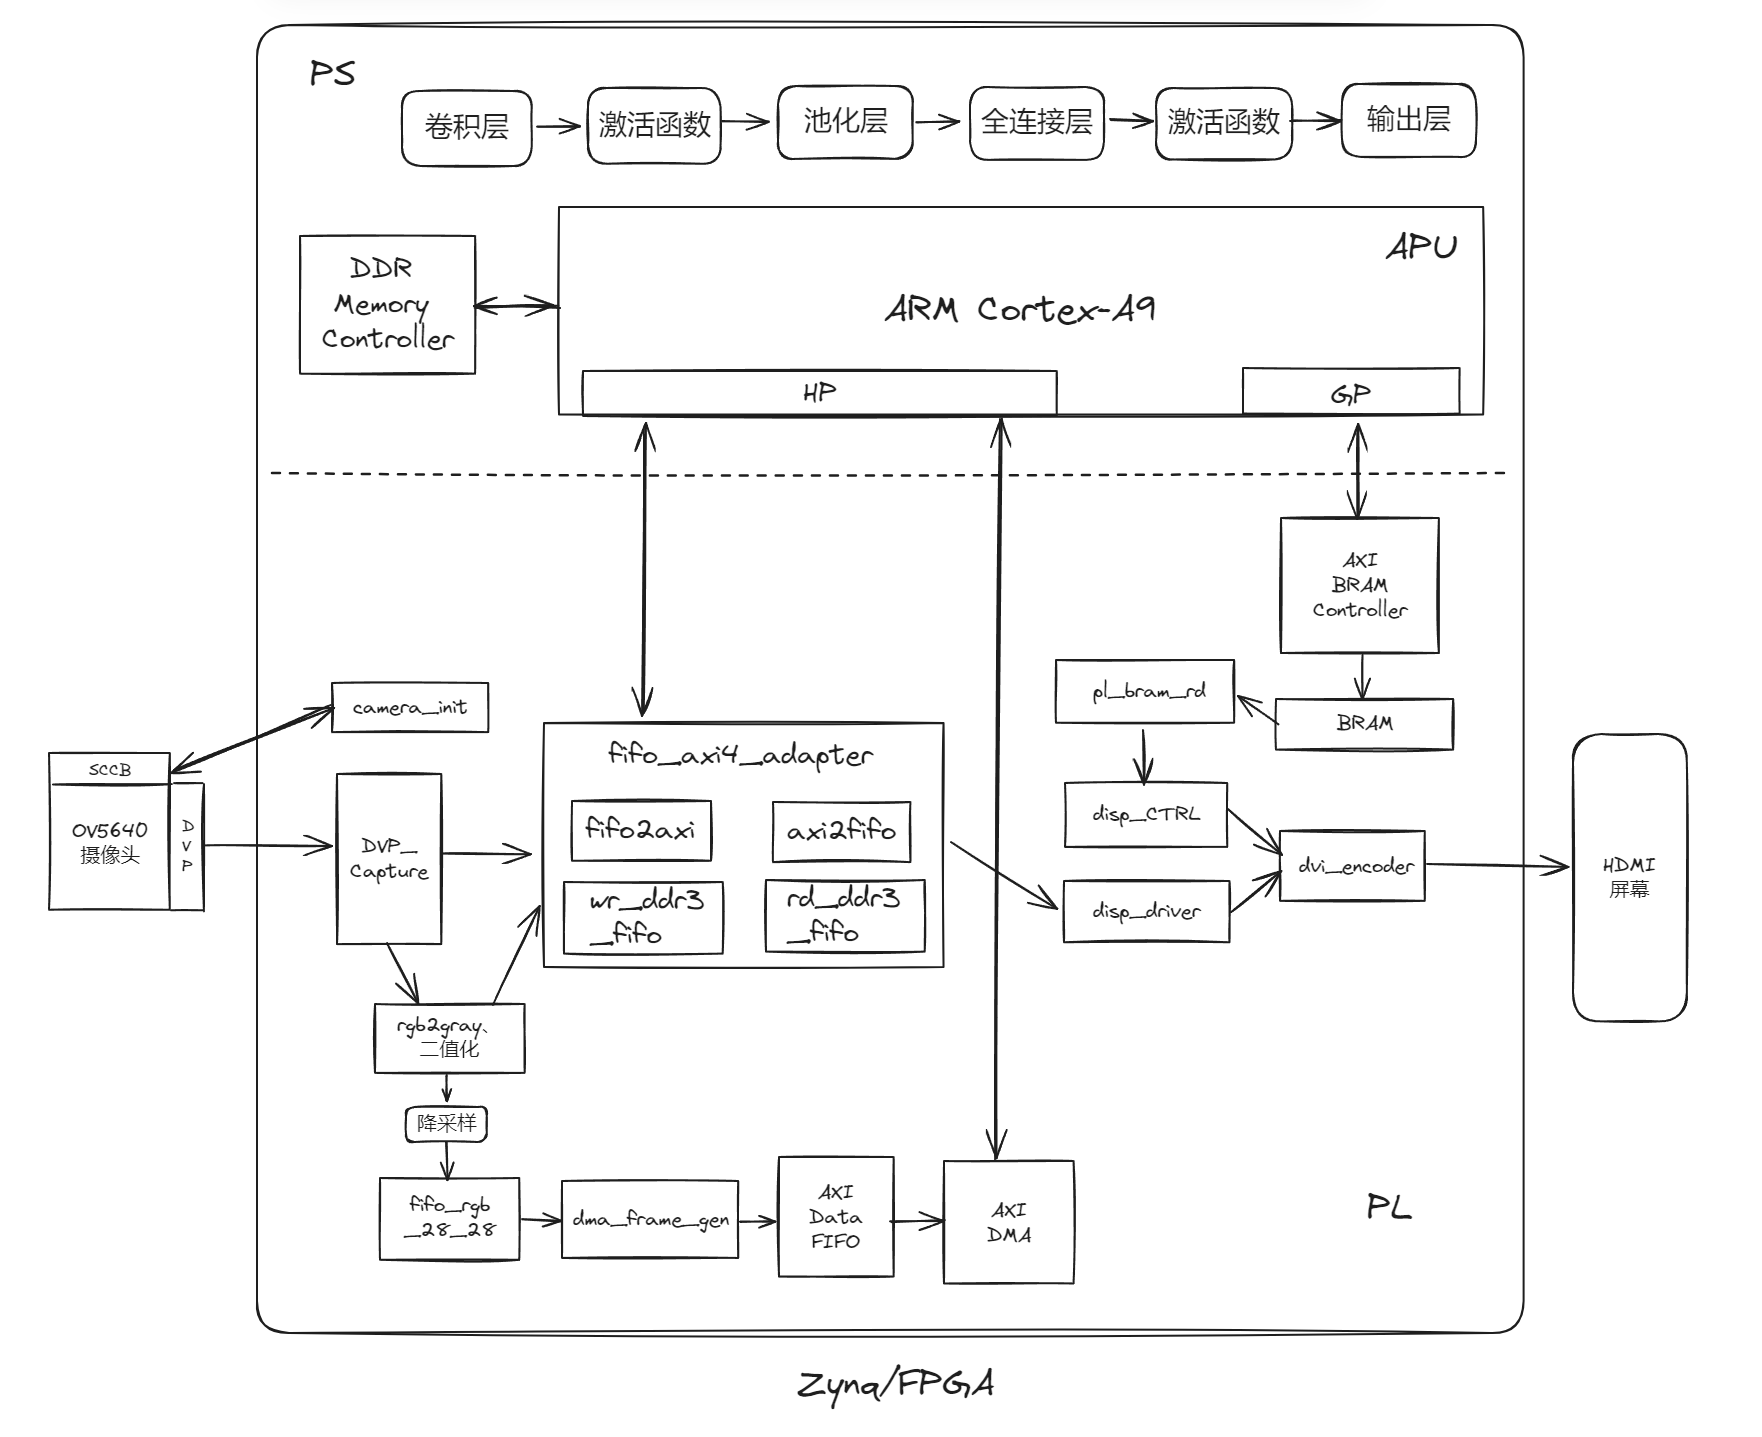 PS
卷积层
激活函数
池化层
全连接层
激活函数
输出层
APU
DDR
Memory
Controller
ARM Cortex-A9
HP
GP
AXI
BRAM
Controller
pl_bram_rd
BRAM
camera_init
fifo_axi4_adapter
SCCB
OV5640
摄像头
D
V
P
DVP_
Capture
fifo2axi
axi2fifo
wr_ddr3
_fifo
rd_ddr3
_fifo
disp_CTRL
disp_driver
dvi_encoder
HDMI
屏幕
rgb2gray、
二值化
降采样
fifo_rgb
_28_28
dma_frame_gen
AXI
Data
FIFO
AXI
DMA
PL
Zynq/FPGA